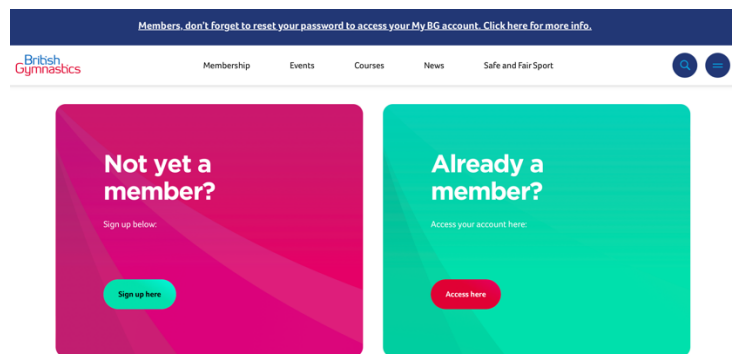 Members, don't forget to reset your password to access your My BG account. Click here for more info.
British
Gymnastics
Membership
Events
Courses
News
Safe and Fair Sport
Not yet a
member?
Sign up below:
Sign up here
Already a
member?
Access your account here:
Access here